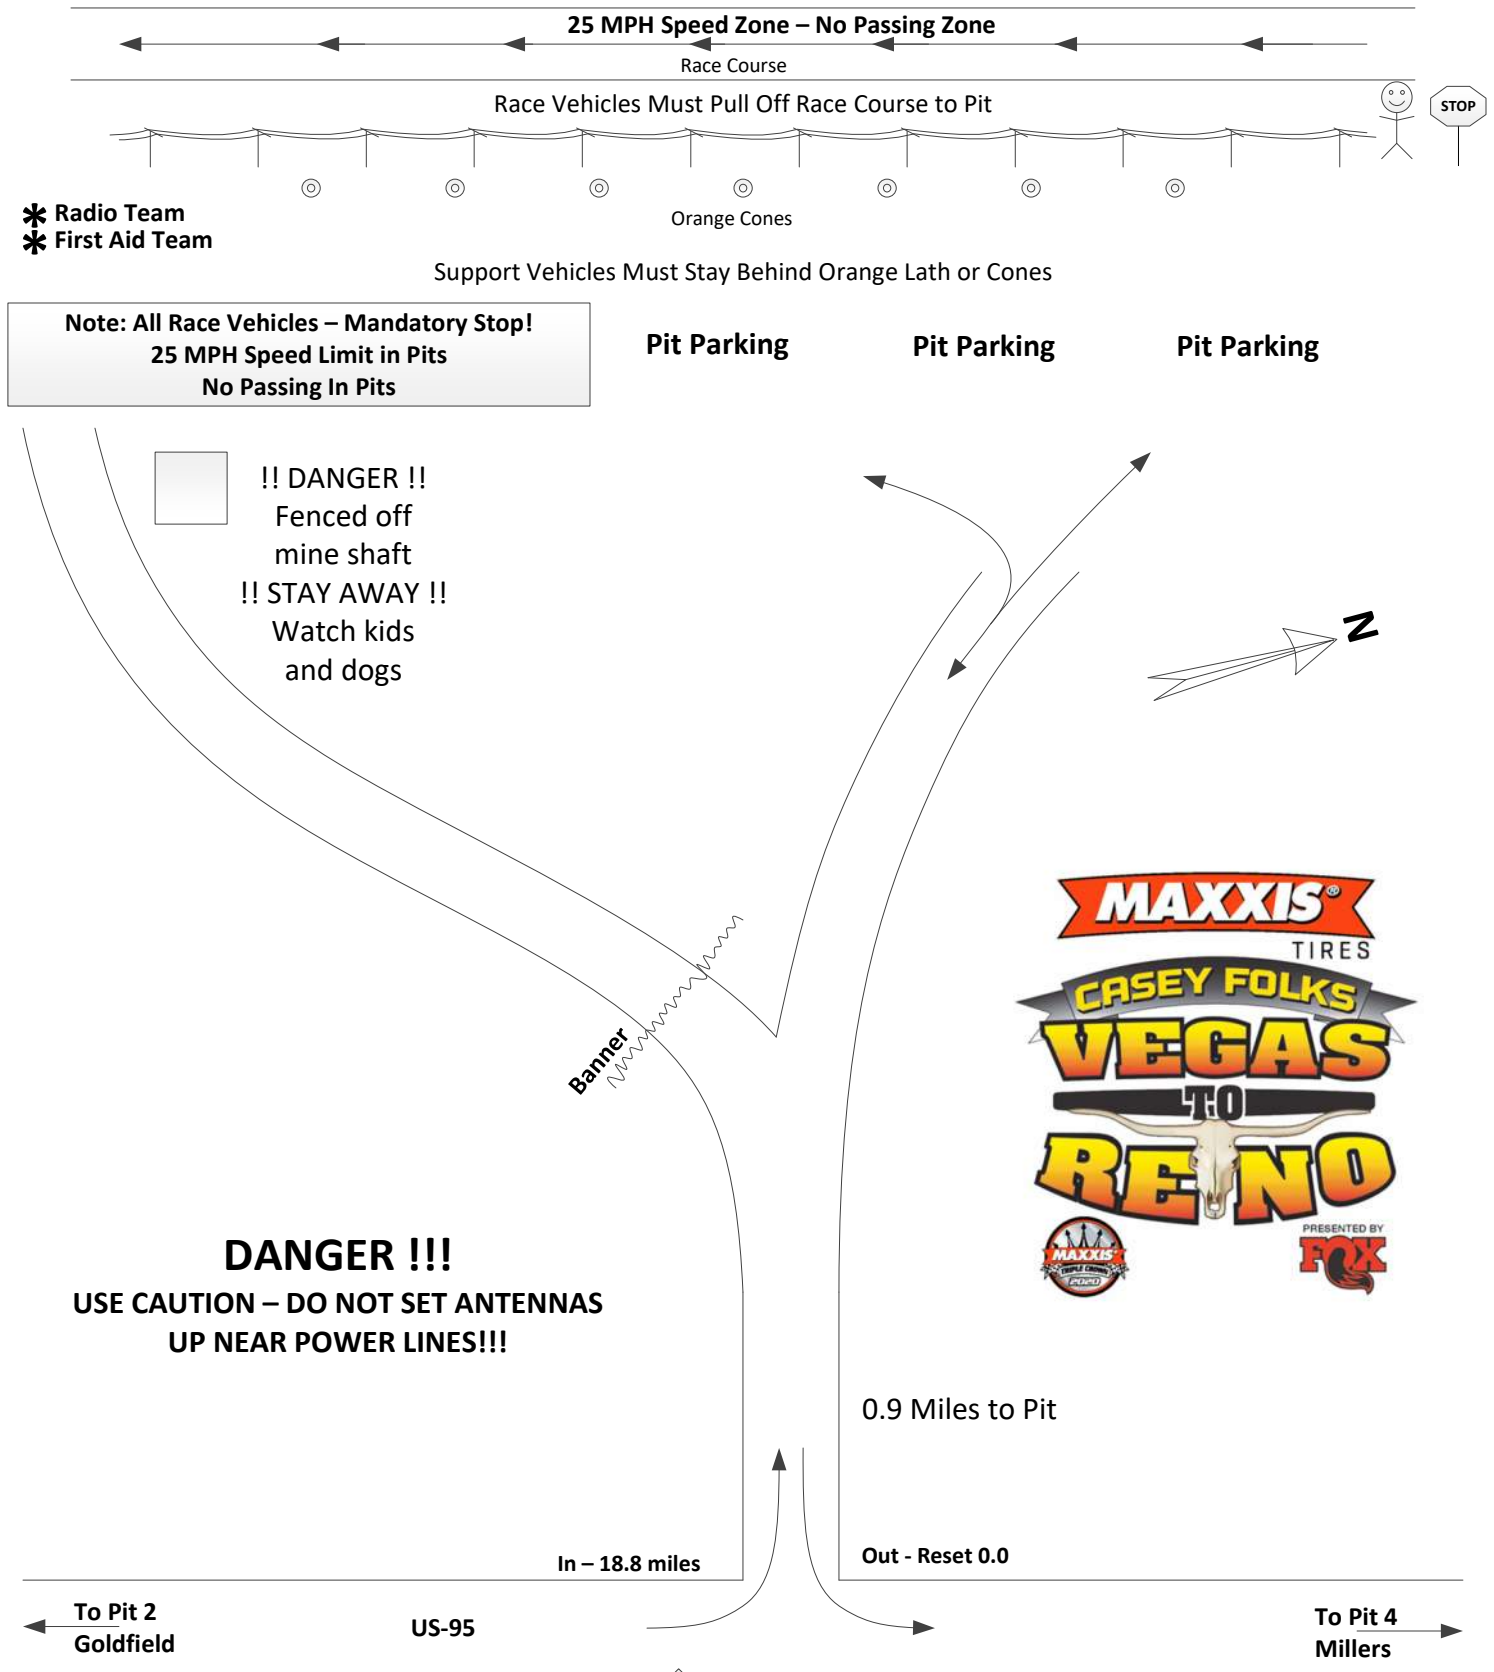 25 MPH Speed Zone – No Passing Zone
Race Course
Race Vehicles Must Pull Off Race Course to Pit
STOP
Orange Cones
✱ Radio Team
✱ First Aid Team
Support Vehicles Must Stay Behind Orange Lath or Cones
Note: All Race Vehicles – Mandatory Stop!
25 MPH Speed Limit in Pits
No Passing In Pits
Pit Parking
Pit Parking
Pit Parking
!! DANGER !!
Fenced off
mine shaft
!! STAY AWAY !!
Watch kids
and dogs
N
MAXXIS®
TIRES
CASEY FOLKS
VEGAS
TO
RENO
PRESENTED BY
FOX
MAXXIS
TRIPLE CROWN
2020
Banner
DANGER !!!
USE CAUTION – DO NOT SET ANTENNAS
UP NEAR POWER LINES!!!
0.9 Miles to Pit
In – 18.8 miles
Out - Reset 0.0
To Pit 2
Goldfield
US-95
To Pit 4
Millers